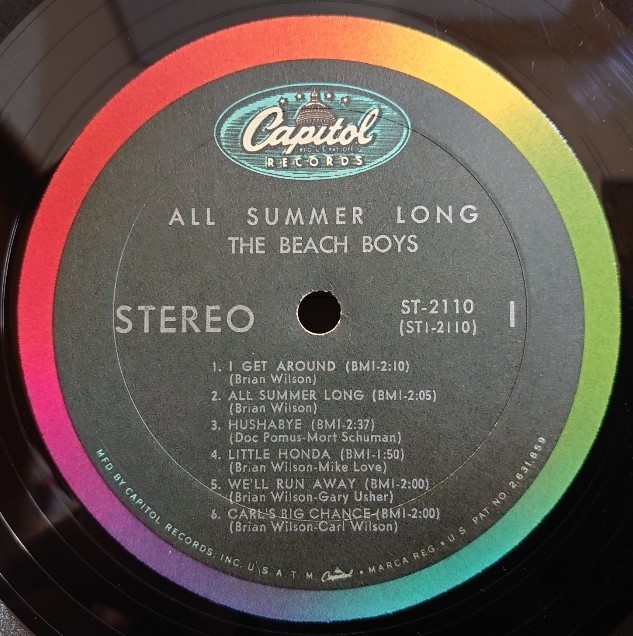 Capitol
RECORDS
ALL SUMMER LONG
THE BEACH BOYS
STEREO
ST-2110
(ST1-2110)
1
1. I GET AROUND (BMI-2:10)
(Brian Wilson)
2. ALL SUMMER LONG (BMI-2:05)
(Brian Wilson)
3. HUSHABYE (BMI-2:37)
(Doc Pomus-Mort Schuman)
4. LITTLE HONDA (BMI-1:50)
(Brian Wilson-Mike Love)
5. WE'LL RUN AWAY (BMI-2:00)
(Brian Wilson-Gary Usher)
6. CARL'S BIG CHANCE (BMI-2:00)
(Brian Wilson-Carl Wilson)
MFD BY CAPITOL RECORDS, INC. U S A T M Capitol • MARCA REG. • U.S. PAT. NO. 2,631,859